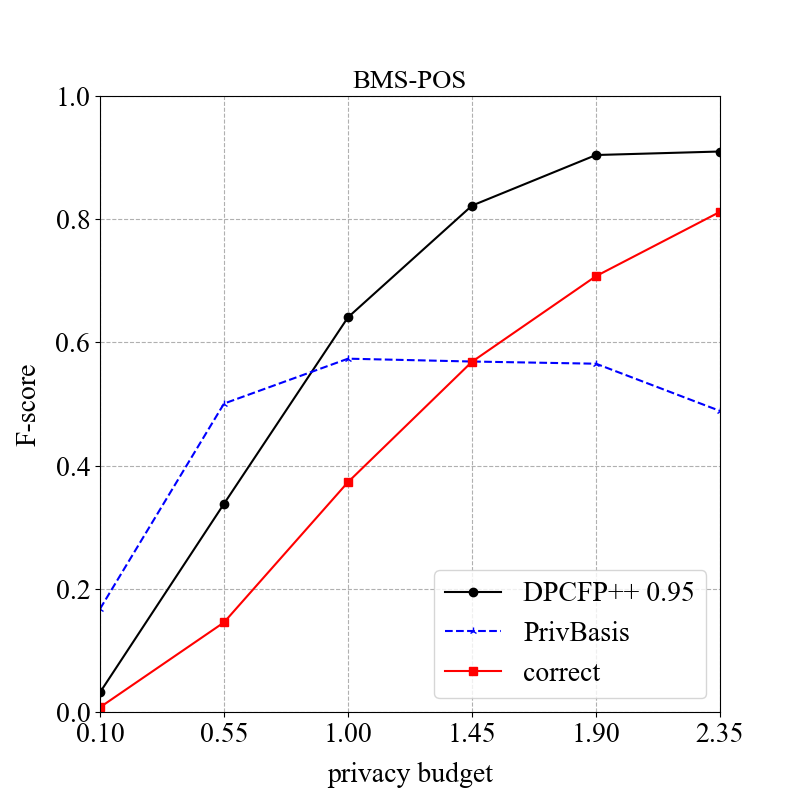 BMS-POS
1.0
0.8
0.6
0.4
0.2
0.0
F-score
DPCFP++ 0.95
PrivBasis
correct
0.10 0.55 1.00 1.45 1.90 2.35
privacy budget